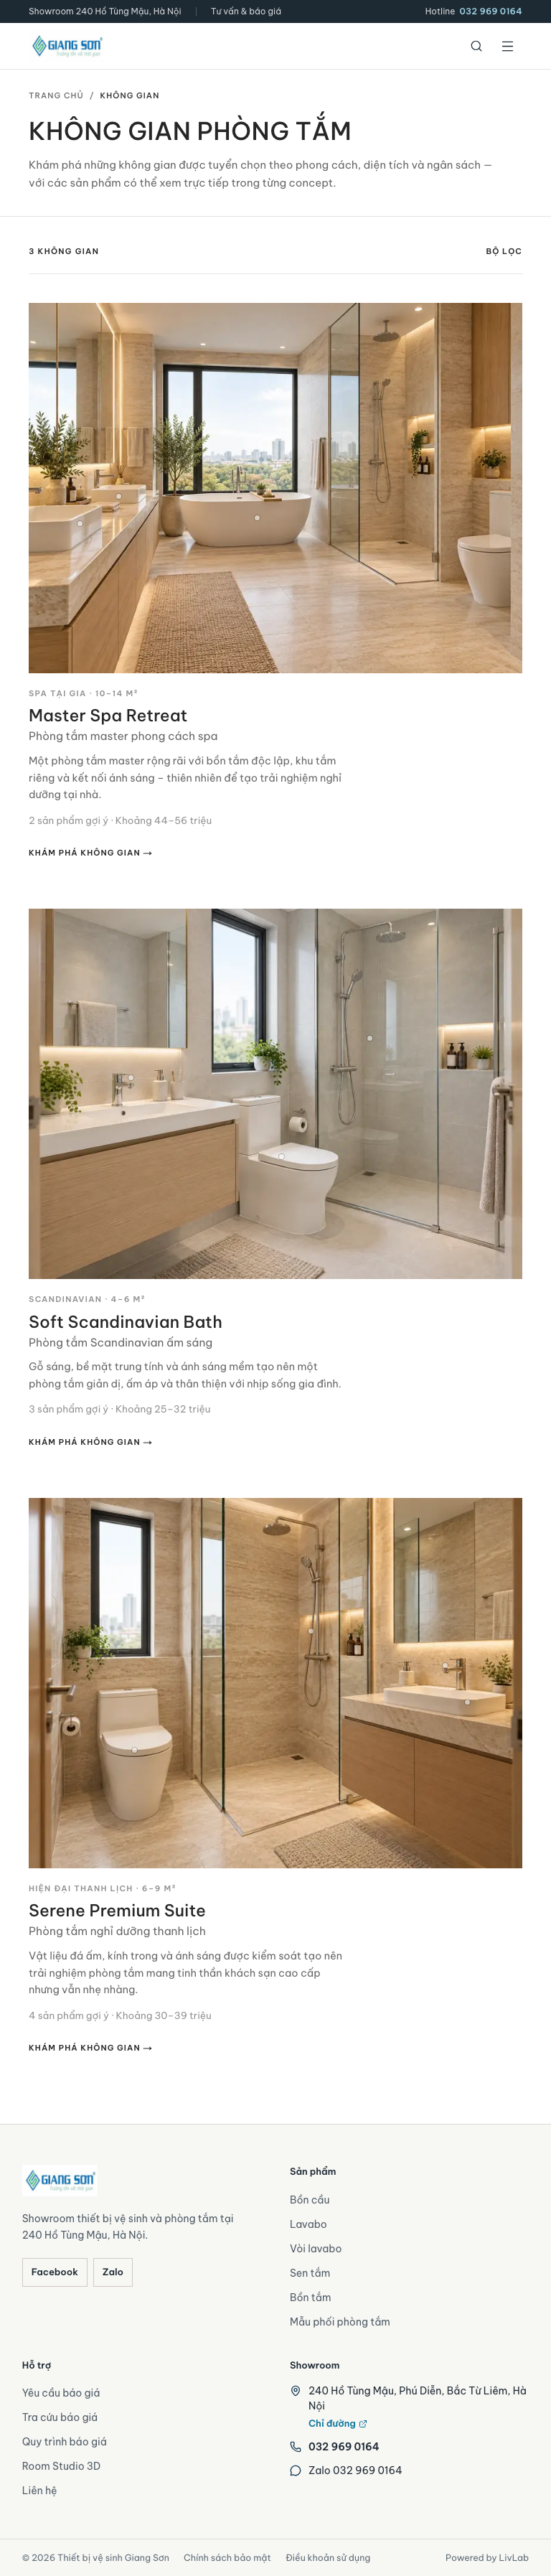 Showroom 240 Hồ Tùng Mậu, Hà Nội | Tư vấn & báo giá Hotline 032 969 0164
GIANG SƠN
TRANG CHỦ / KHÔNG GIAN
KHÔNG GIAN PHÒNG TẮM
Khám phá những không gian được tuyển chọn theo phong cách, diện tích và ngân sách —
với các sản phẩm có thể xem trực tiếp trong từng concept.
3 KHÔNG GIAN BỘ LỌC
SPA TẠI GIA · 10–14 M²
Master Spa Retreat
Phòng tắm master phong cách spa
Một phòng tắm master rộng rãi với bồn tắm độc lập, khu tắm
riêng và kết nối ánh sáng – thiên nhiên để tạo trải nghiệm nghỉ
dưỡng tại nhà.
2 sản phẩm gợi ý · Khoảng 44–56 triệu
KHÁM PHÁ KHÔNG GIAN →
SCANDINAVIAN · 4–6 M²
Soft Scandinavian Bath
Phòng tắm Scandinavian ấm sáng
Gỗ sáng, bề mặt trung tính và ánh sáng mềm tạo nên một
phòng tắm giản dị, ấm áp và thân thiện với nhịp sống gia đình.
3 sản phẩm gợi ý · Khoảng 25–32 triệu
KHÁM PHÁ KHÔNG GIAN →
HIỆN ĐẠI THANH LỊCH · 6–9 M²
Serene Premium Suite
Phòng tắm nghỉ dưỡng thanh lịch
Vật liệu đá ấm, kính trong và ánh sáng được kiểm soát tạo nên
trải nghiệm phòng tắm mang tinh thần khách sạn cao cấp
nhưng vẫn nhẹ nhàng.
4 sản phẩm gợi ý · Khoảng 30–39 triệu
KHÁM PHÁ KHÔNG GIAN →
GIANG SƠN
Showroom thiết bị vệ sinh và phòng tắm tại
240 Hồ Tùng Mậu, Hà Nội.
Facebook Zalo
Sản phẩm
Bồn cầu
Lavabo
Vòi lavabo
Sen tắm
Bồn tắm
Mẫu phối phòng tắm
Hỗ trợ
Yêu cầu báo giá
Tra cứu báo giá
Quy trình báo giá
Room Studio 3D
Liên hệ
Showroom
240 Hồ Tùng Mậu, Phú Diễn, Bắc Từ Liêm, Hà
Nội
Chỉ đường
032 969 0164
Zalo 032 969 0164
© 2026 Thiết bị vệ sinh Giang Sơn Chính sách bảo mật Điều khoản sử dụng Powered by LivLab